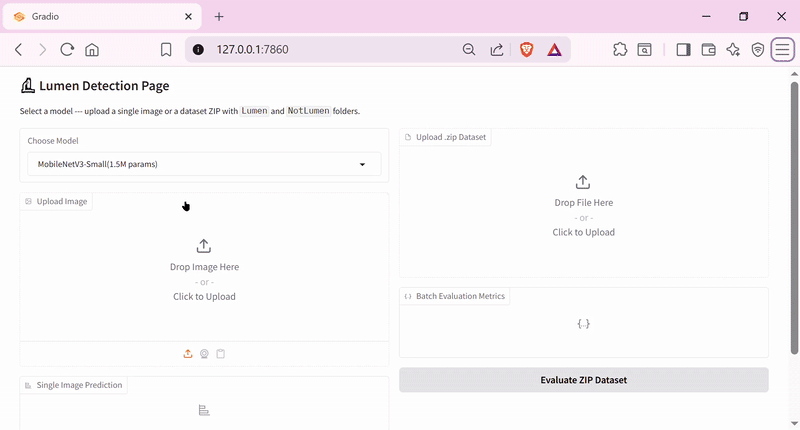 Gradio
127.0.0.1:7860
Lumen Detection Page
Select a model --- upload a single image or a dataset ZIP with Lumen and NotLumen folders.
Choose Model
MobileNetV3-Small(1.5M params)
Upload Image
Drop Image Here
- or -
Click to Upload
Single Image Prediction
Upload .zip Dataset
Drop File Here
- or -
Click to Upload
Batch Evaluation Metrics
Evaluate ZIP Dataset